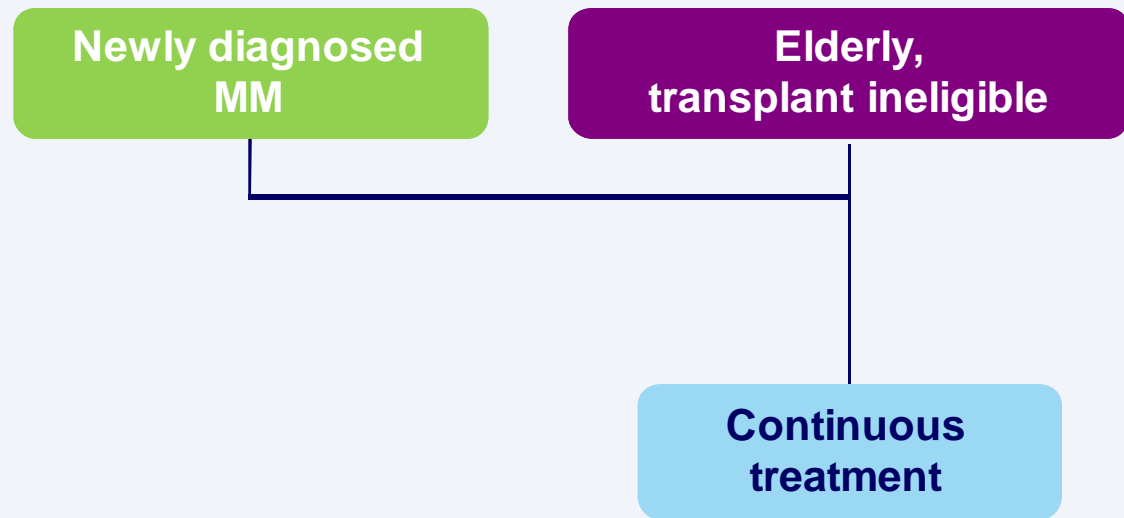 Newly diagnosed
MM
Elderly,
transplant ineligible
Continuous
treatment